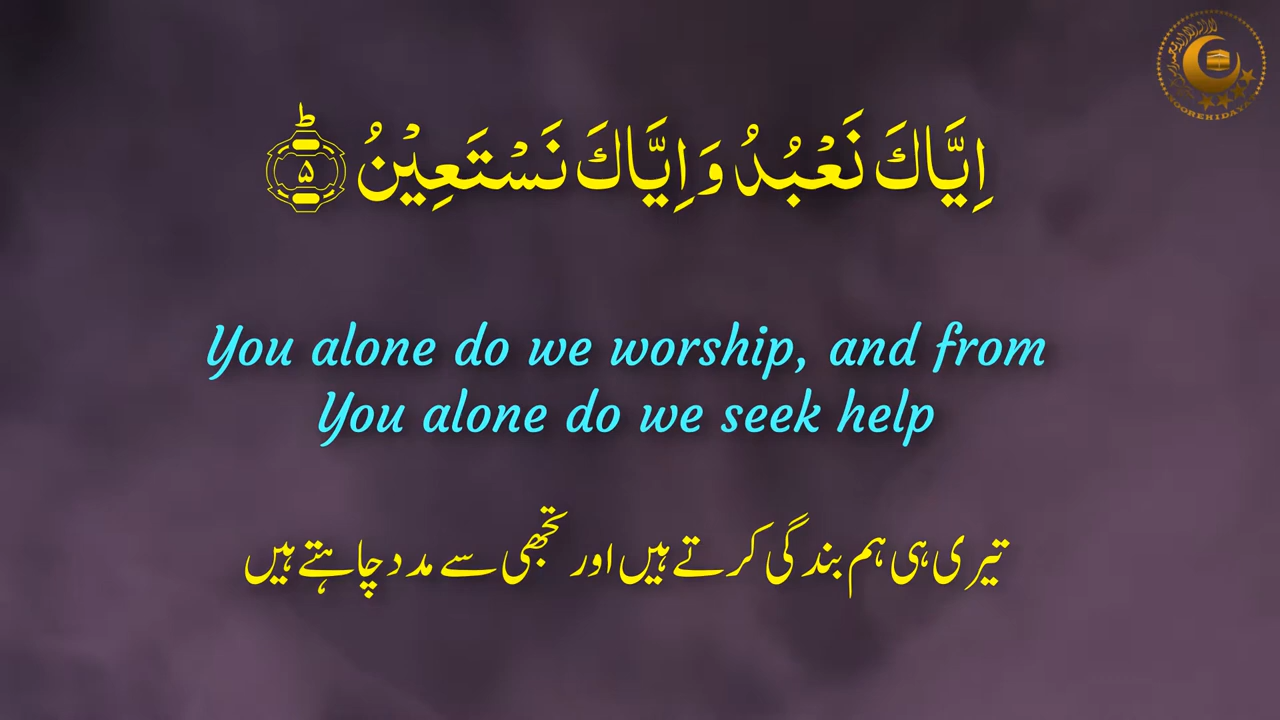 اِيَّاكَ نَعْبُدُ وَ اِيَّاكَ نَسْتَعِيْنُ ؕ ۵
You alone do we worship, and from
You alone do we seek help
تیری ہی ہم بندگی کرتے ہیں اور تجھی سے مدد چاہتے ہیں
NOOREHIDAYA